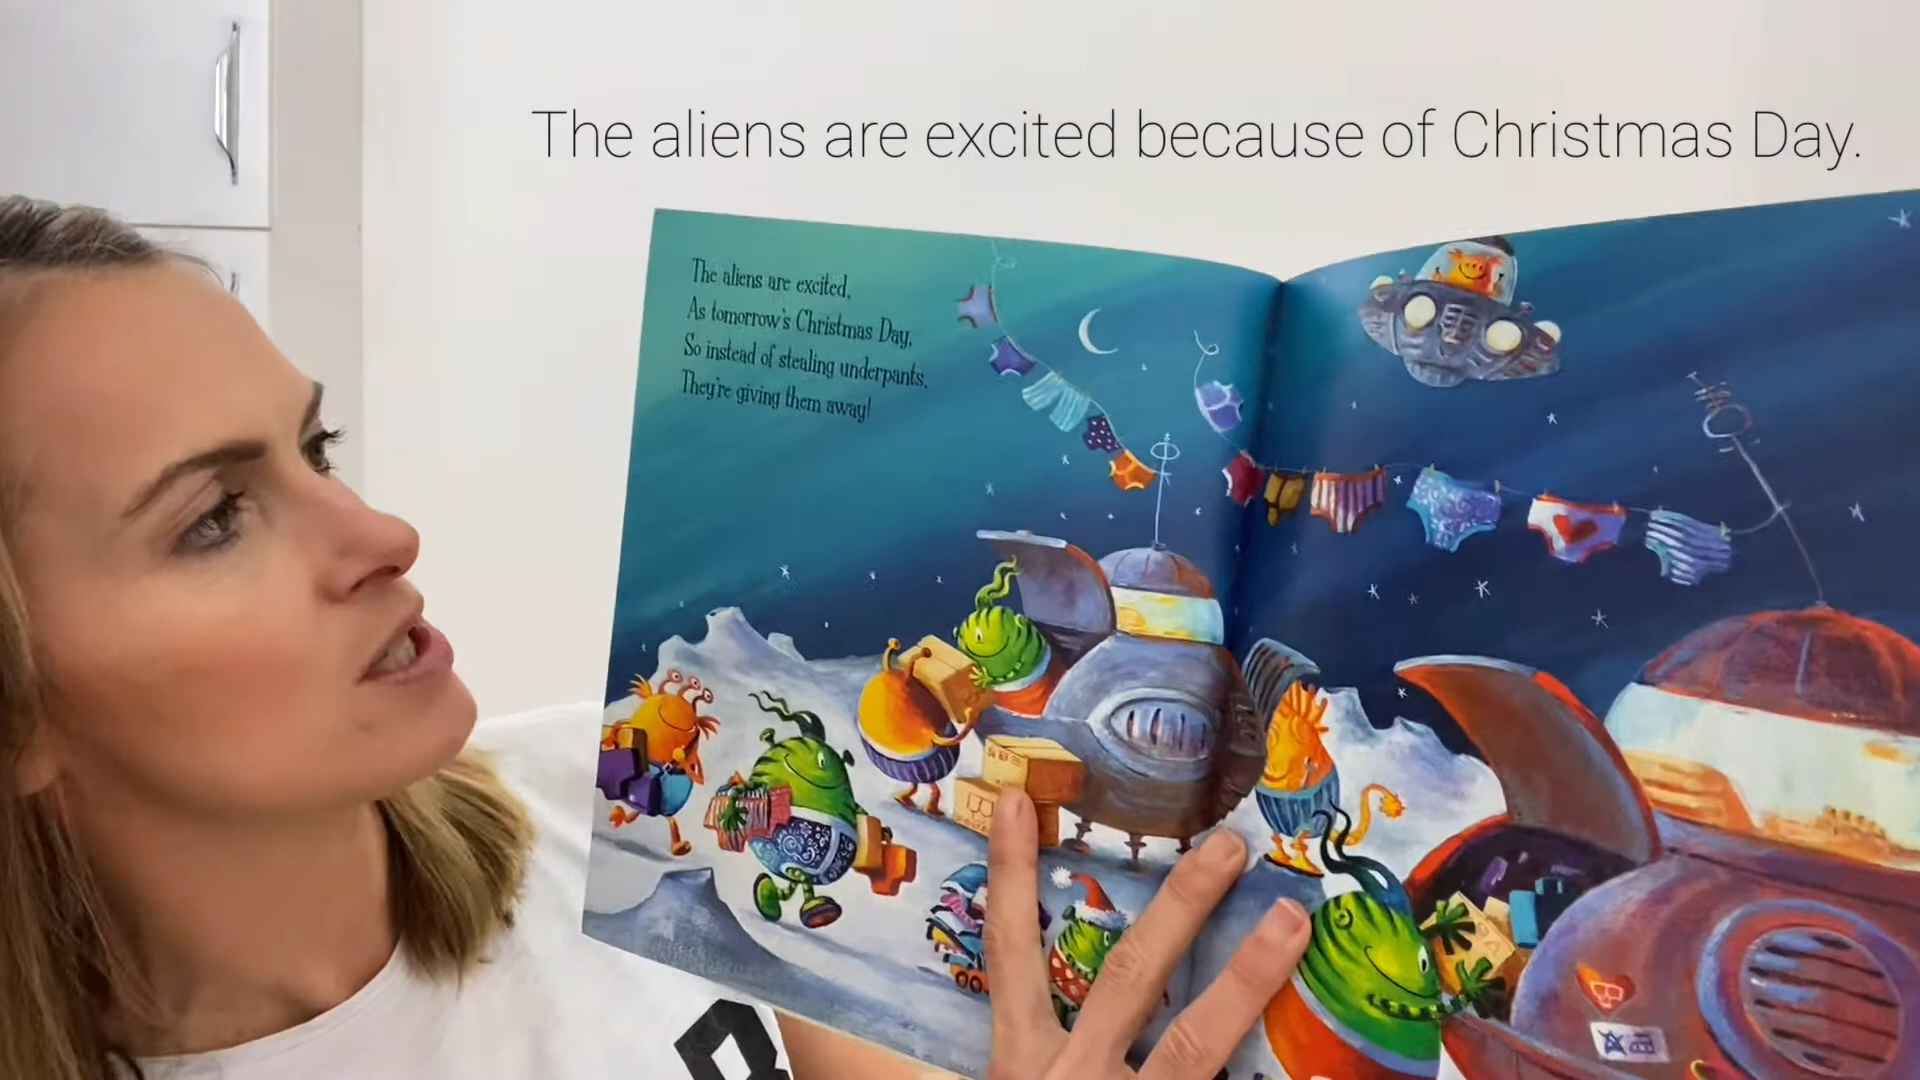 The aliens are excited because of Christmas Day.
The aliens are excited,
As tomorrow's Christmas Day,
So instead of stealing underpants,
They're giving them away!